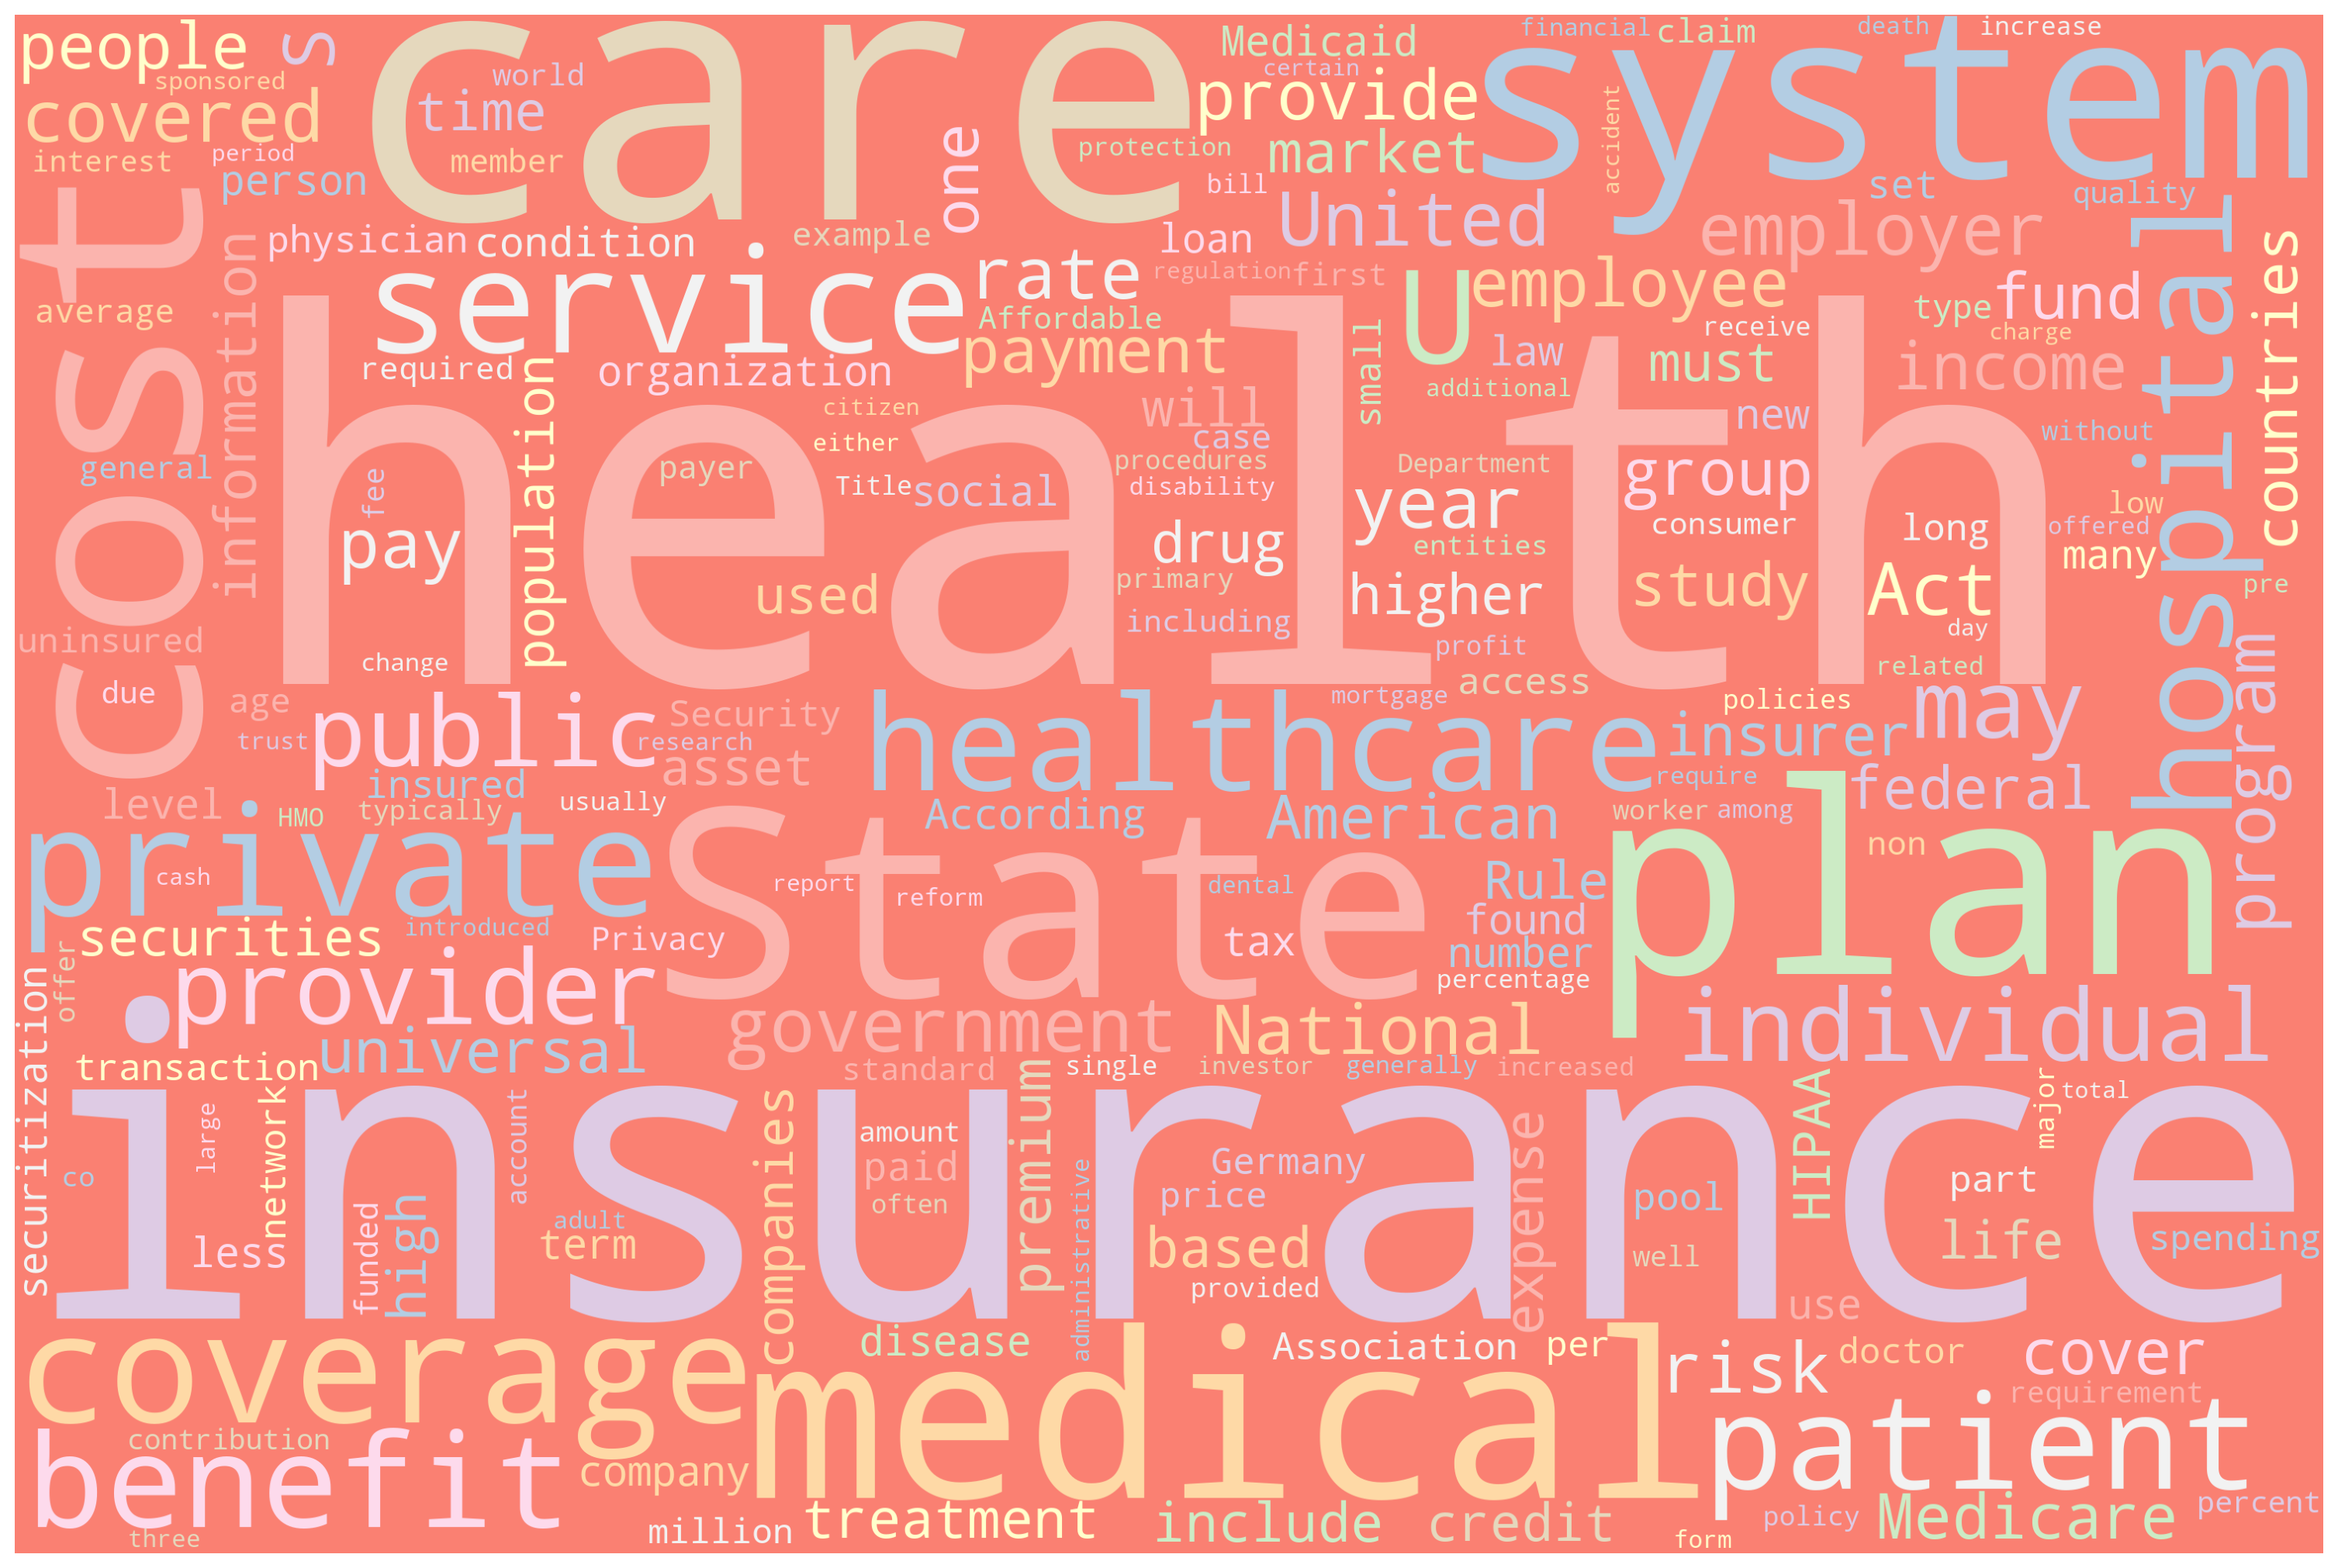 people
s
care
Medicaid
financial
claim
death
increase
system
sponsored
world
certain
covered
time
provide
accident
interest
period
member
one
protection
market
person
bill
United
set
quality
cost
information
physician
condition
example
loan
employer
hospital
countries
service
rate
regulation
first
U
employee
average
Affordable
type
fund
charge
receive
health
required
organization
payment
small
law
must
income
population
additional
citizen
will
new
general
either
case
without
fee
payer
procedures
Department
group
Title
social
disability
year
low
pay
drug
consumer
long
offered
entities
many
used
primary
higher
study
Act
pre
uninsured
including
day
change
profit
program
due
age
access
related
mortgage
policies
public
Security
healthcare
may
trust
research
insurer
asset
insured
require
federal
level
HMO
typically
usually
According
American
worker
among
plan
private
State
non
cash
report
reform
dental
Rule
securities
introduced
Privacy
tax
found
number
offer
securitization
provider
percentage
individual
government
National
universal
transaction
standard
single
investor
generally
increased
insurance
network
large
account
companies
premium
HIPAA
major
total
amount
expense
co
paid
Germany
part
high
often
administrative
price
pool
funded
adult
less
term
based
well
life
spending
provided
use
coverage
disease
Association
per
medical
risk
doctor
cover
requirement
benefit
contribution
company
patient
million
treatment
include
credit
policy
Medicare
percent
three
form